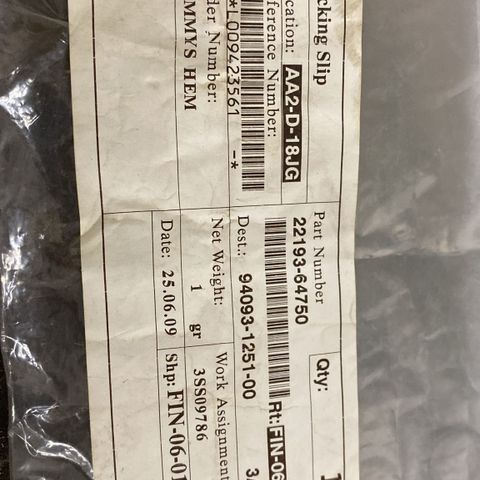 cking Slip
cation: AA2-D-18JG
ference Number:
*L009423561 -*
der Number:
MMYS HEM
Part Number
22193-64750
Qty:
Dest.: 94093-1251-00
Rt: FIN-06
Net Weight:
1 gr
Work Assignment
3SS09786
Date: 25.06.09
Shp: FIN-06-01